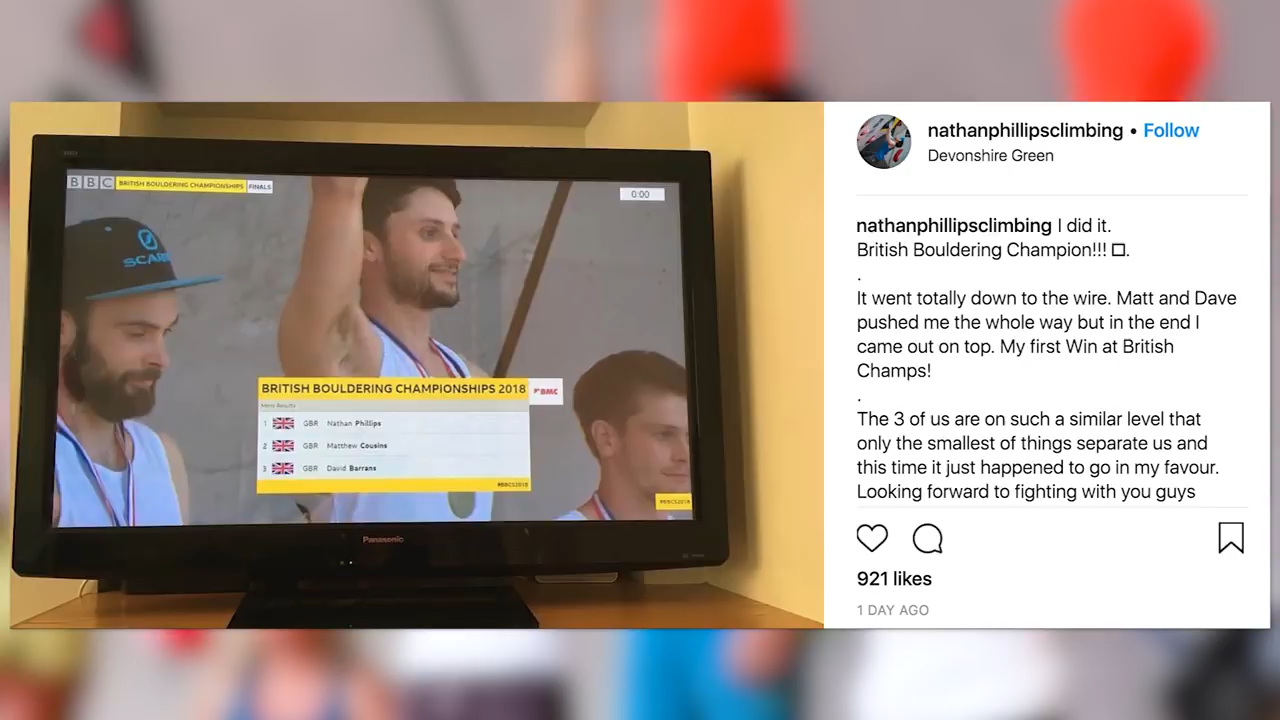 BBC BRITISH BOULDERING CHAMPIONSHIPS FINALS
0:00
SCAR
BRITISH BOULDERING CHAMPIONSHIPS 2018 BMC
Mens Results
1 GBR Nathan Phillips
2 GBR Matthew Cousins
3 GBR David Barrans
#BBCS2018
#BBCS2018
Panasonic
nathanphillipsclimbing • Follow
Devonshire Green
nathanphillipsclimbing I did it.
British Bouldering Champion!!! □.
.
It went totally down to the wire. Matt and Dave
pushed me the whole way but in the end I
came out on top. My first Win at British
Champs!
.
The 3 of us are on such a similar level that
only the smallest of things separate us and
this time it just happened to go in my favour.
Looking forward to fighting with you guys
921 likes
1 DAY AGO